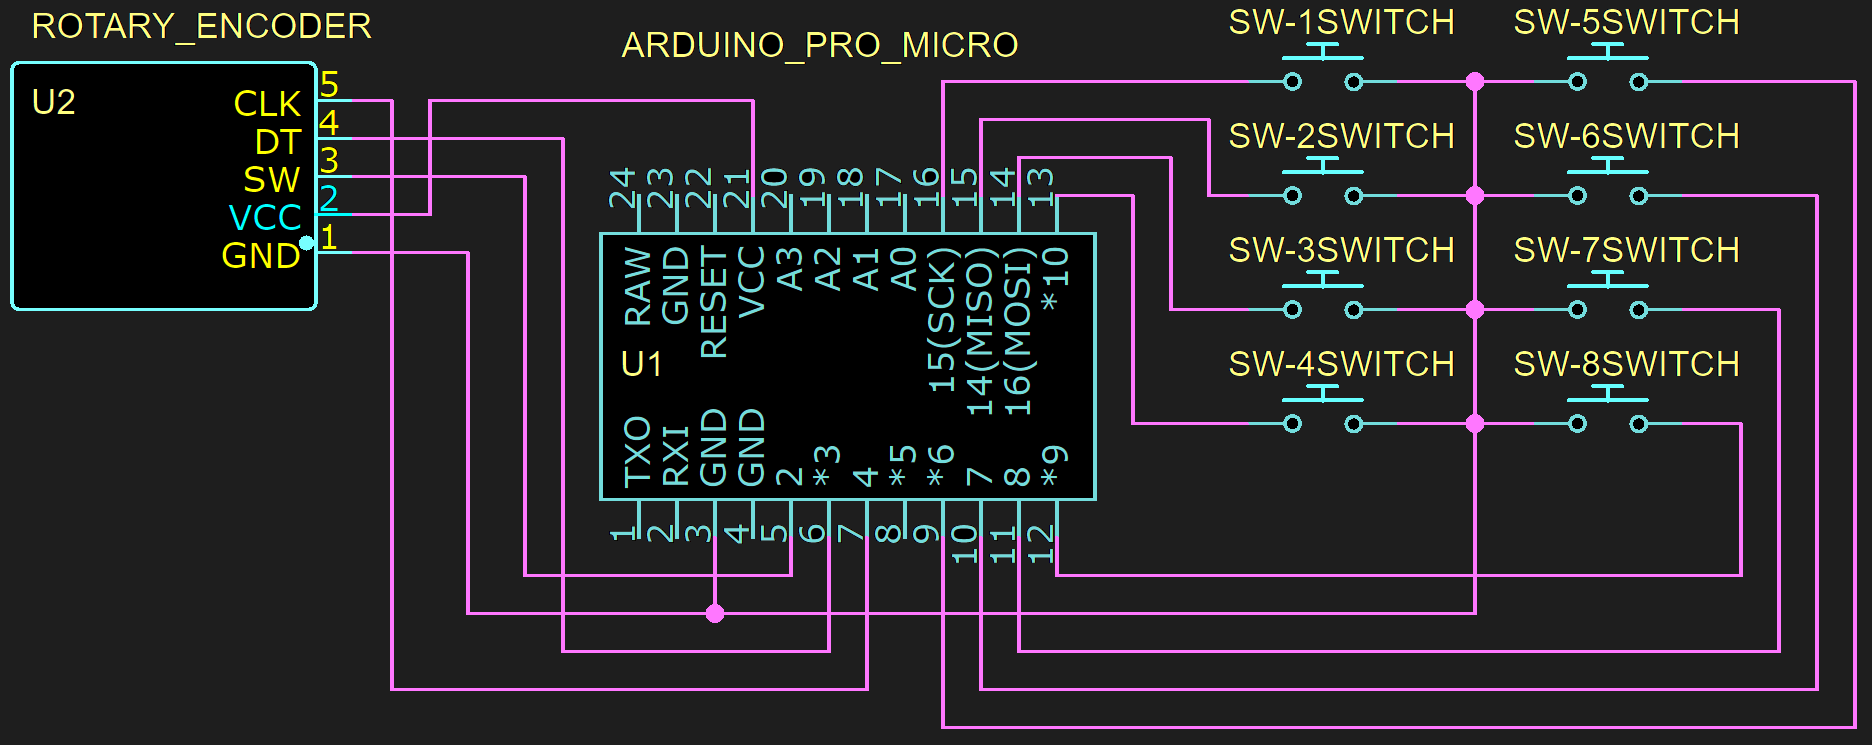 ROTARY_ENCODER
U2
CLK 5
DT 4
SW 3
VCC 2
GND 1
ARDUINO_PRO_MICRO
24 23 22 21 20 19 18 17 16 15 14 13
RAW GND RESET VCC A3 A2 A1 A0 15(SCK) 14(MISO) 16(MOSI) *10
U1
TXO RXI GND GND 2 *3 4 *5 *6 7 8 *9
1 2 3 4 5 6 7 8 9 10 11 12
SW-1SWITCH SW-5SWITCH
SW-2SWITCH SW-6SWITCH
SW-3SWITCH SW-7SWITCH
SW-4SWITCH SW-8SWITCH